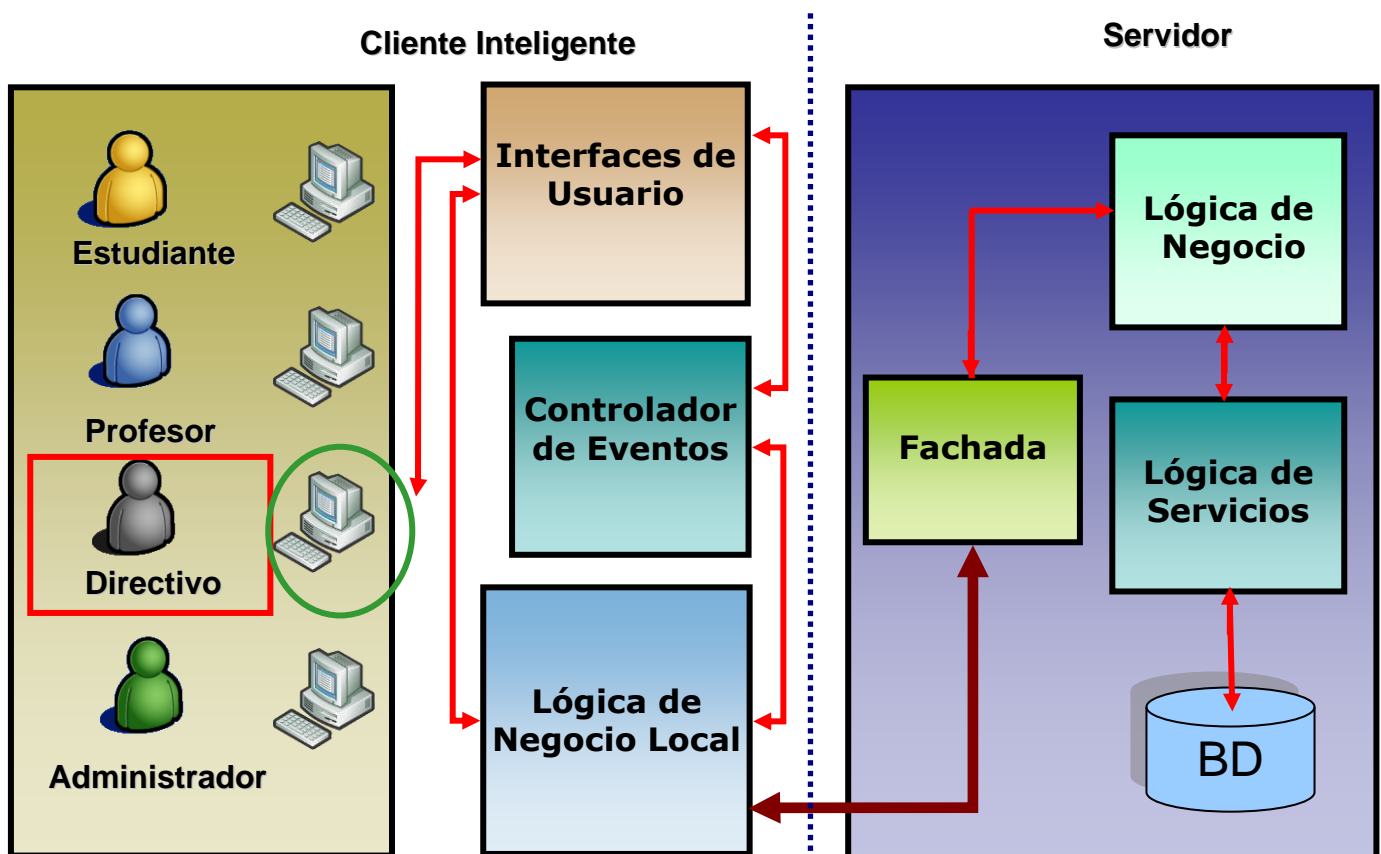 Cliente Inteligente
Servidor
Estudiante
Profesor
Directivo
Administrador
Interfaces de
Usuario
Controlador
de Eventos
Lógica de
Negocio Local
Fachada
Lógica de
Negocio
Lógica de
Servicios
BD